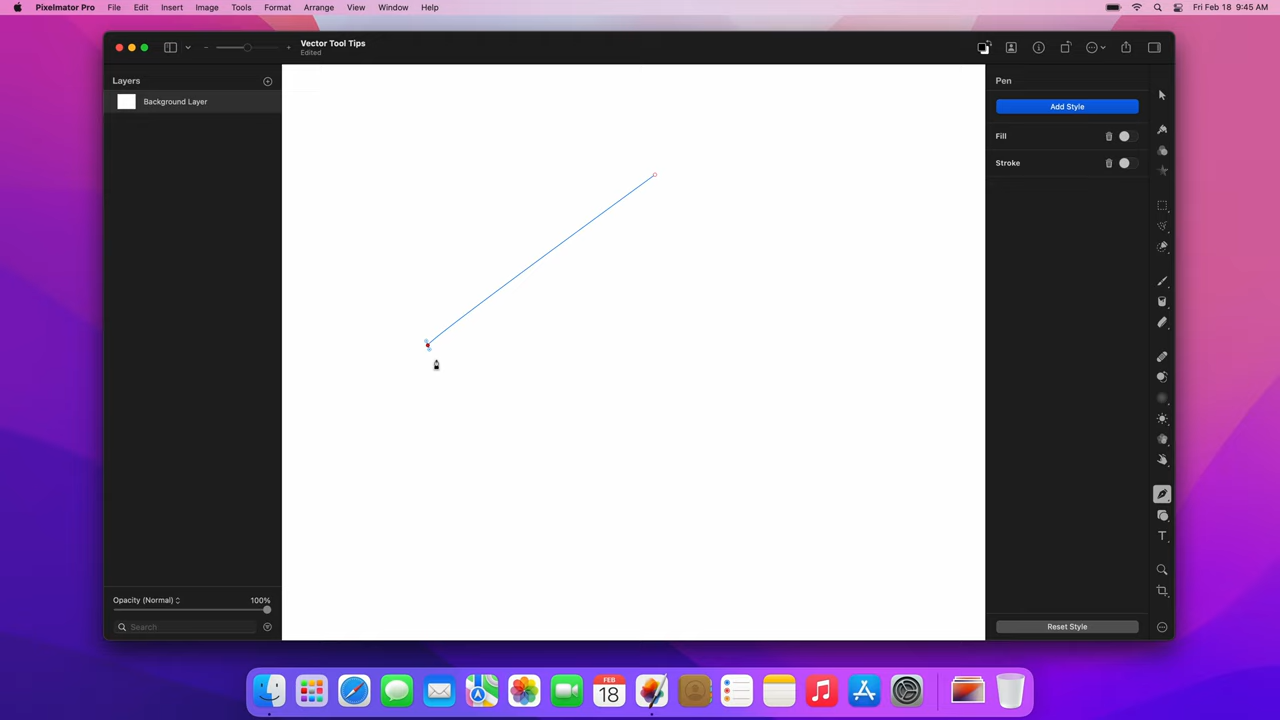 Pixelmator Pro File Edit Insert Image Tools Format Arrange View Window Help Fri Feb 18 9:45 AM
Vector Tool Tips
Edited
Layers
Background Layer
Opacity (Normal) 100%
Search
Pen
Add Style
Fill
Stroke
Reset Style
T
FEB
18